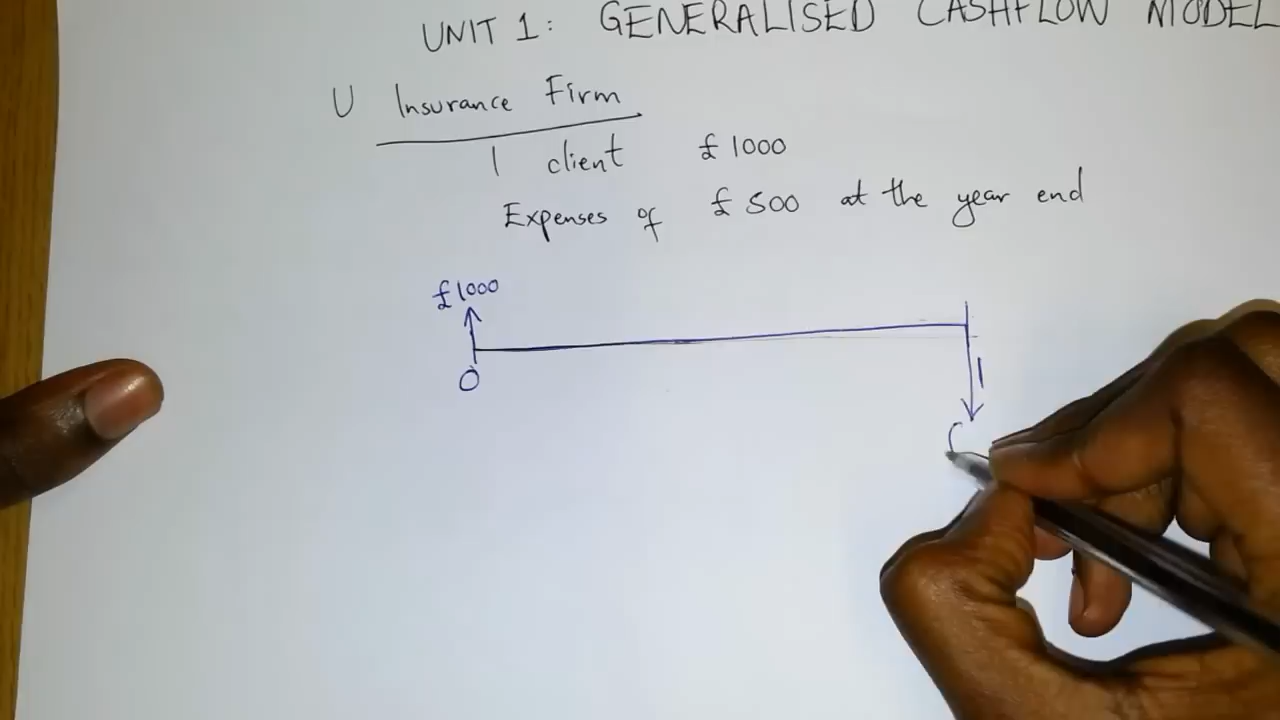 UNIT 1: GENERALISED CASHFLOW MODEL
U Insurance Firm
1 client £1000
Expenses of £500 at the year end
£1000
0
1